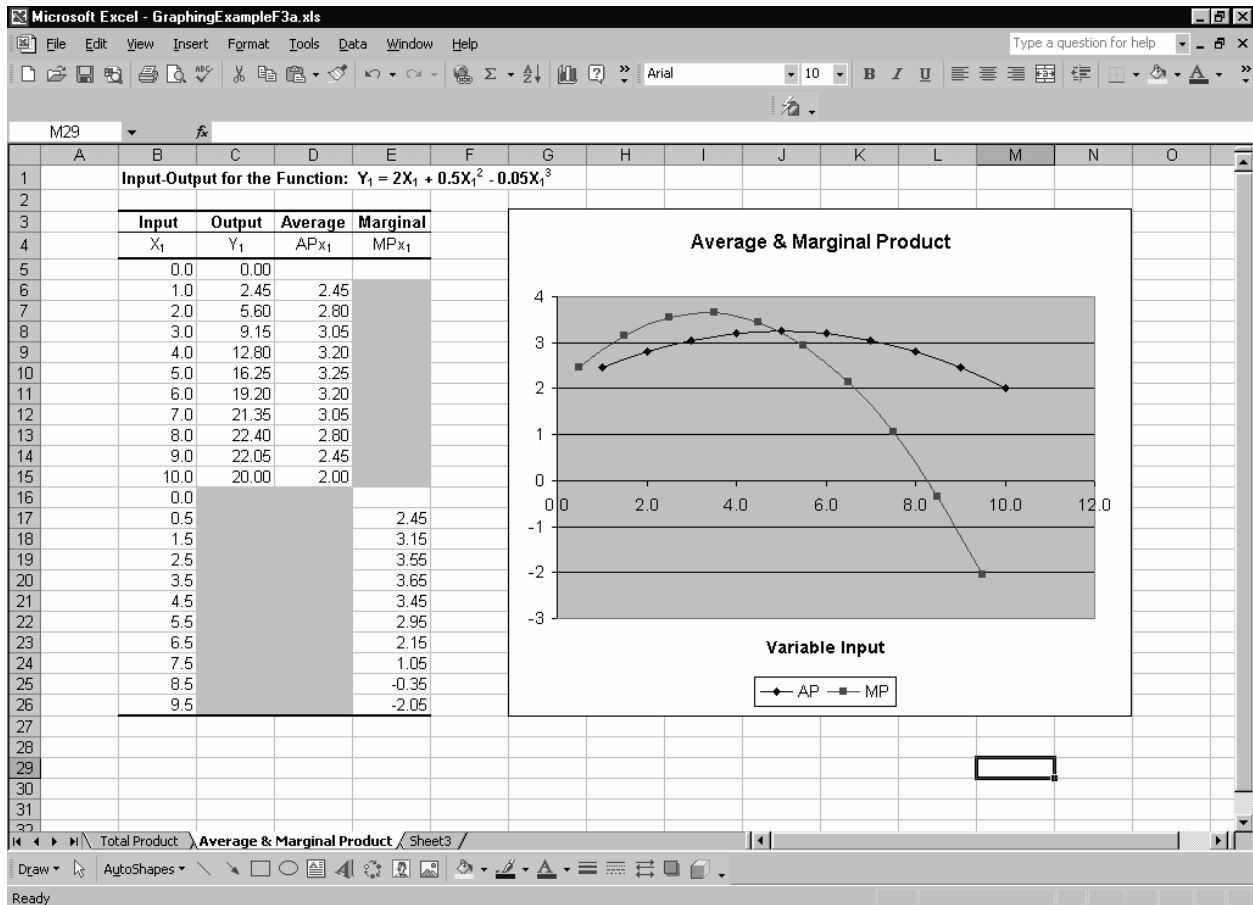 Microsoft Excel - GraphingExampleF3a.xls
File Edit View Insert Format Tools Data Window Help Type a question for help
Arial 10 B I U
M29 fx
A B C D E F G H I J K L M N O
1 Input-Output for the Function: Y₁ = 2X₁ + 0.5X₁² - 0.05X₁³
2
3 Input Output Average Marginal
4 X₁ Y₁ APx₁ MPx₁
5 0.0 0.00
6 1.0 2.45 2.45
7 2.0 5.60 2.80
8 3.0 9.15 3.05
9 4.0 12.80 3.20
10 5.0 16.25 3.25
11 6.0 19.20 3.20
12 7.0 21.35 3.05
13 8.0 22.40 2.80
14 9.0 22.05 2.45
15 10.0 20.00 2.00
16 0.0
17 0.5 2.45
18 1.5 3.15
19 2.5 3.55
20 3.5 3.65
21 4.5 3.45
22 5.5 2.95
23 6.5 2.15
24 7.5 1.05
25 8.5 -0.35
26 9.5 -2.05
27
28
29
30
31
32
Average & Marginal Product
4
3
2
1
0
-1
-2
-3
0.0 2.0 4.0 6.0 8.0 10.0 12.0
Variable Input
AP MP
Total Product Average & Marginal Product Sheet3
Draw AutoShapes
Ready